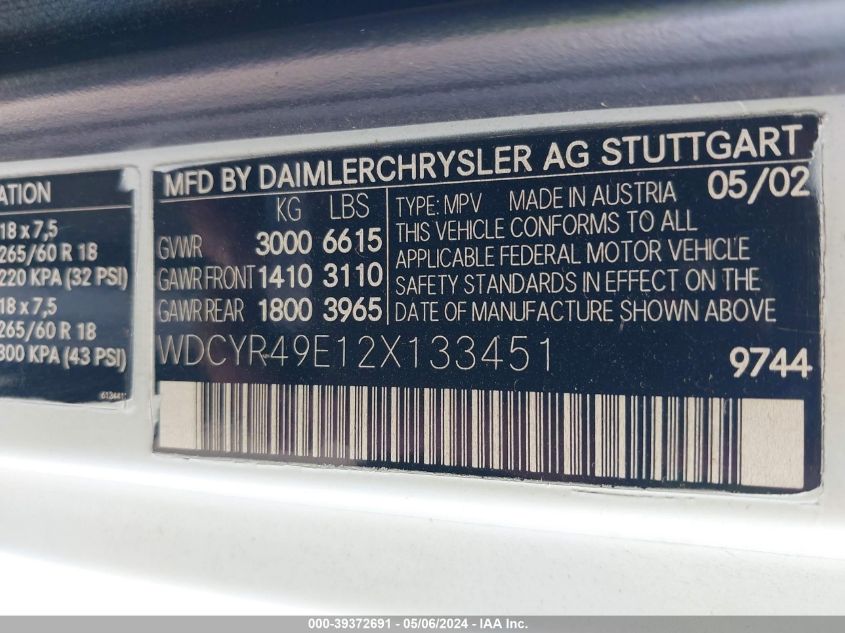 ATION
18 x 7,5
265/60 R 18
220 KPA (32 PSI)
18 x 7,5
265/60 R 18
300 KPA (43 PSI)
MFD BY DAIMLERCHRYSLER AG STUTTGART
05/02
KG LBS
GVWR 3000 6615
GAWR FRONT 1410 3110
GAWR REAR 1800 3965
TYPE: MPV MADE IN AUSTRIA
THIS VEHICLE CONFORMS TO ALL
APPLICABLE FEDERAL MOTOR VEHICLE
SAFETY STANDARDS IN EFFECT ON THE
DATE OF MANUFACTURE SHOWN ABOVE
WDCYR49E12X133451
9744
000-39372691 - 05/06/2024 - IAAI.com